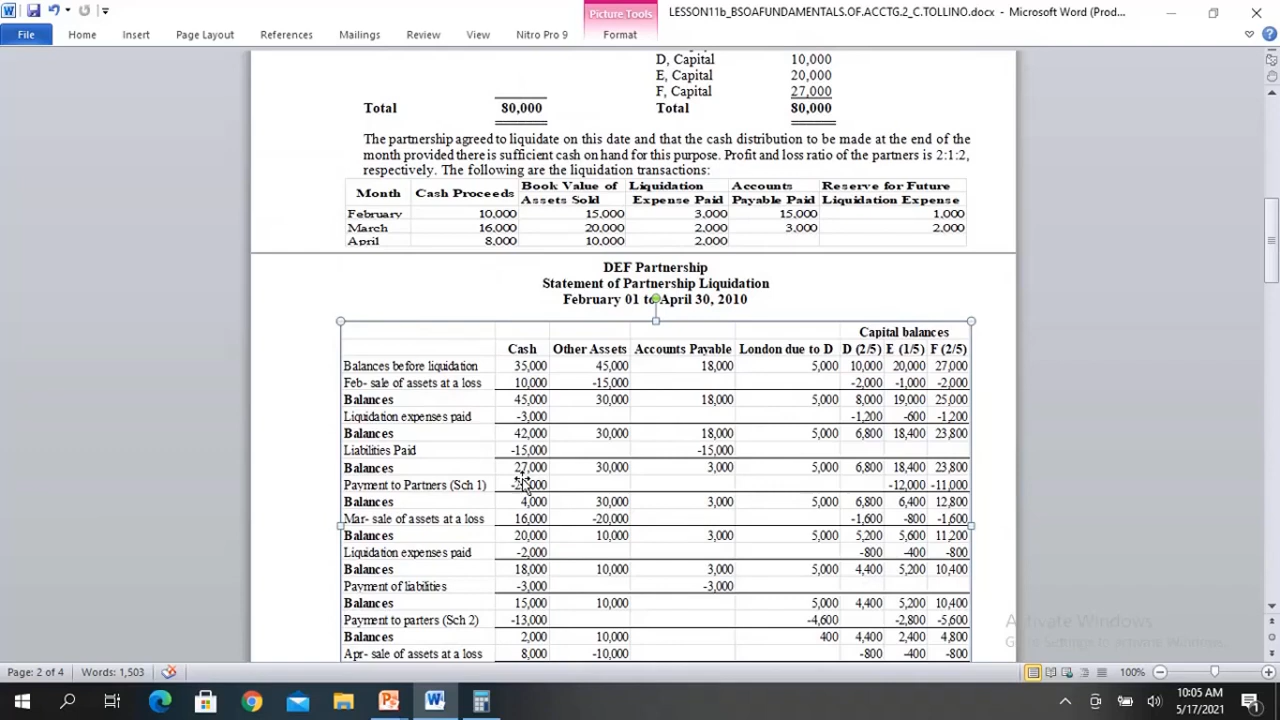 Picture Tools
LESSON11b_BSOAFUNDAMENTALS.OF.ACCTG.2_C.TOLLINO.docx - Microsoft Word (Prod...
File Home Insert Page Layout References Mailings Review View Nitro Pro 9 Format
D, Capital 10,000
E, Capital 20,000
F, Capital 27,000
Total 80,000 Total 80,000
The partnership agreed to liquidate on this date and that the cash distribution to be made at the end of the
month provided there is sufficient cash on hand for this purpose. Profit and loss ratio of the partners is 2:1:2,
respectively. The following are the liquidation transactions:
Month Cash Proceeds Book Value of Assets Sold Liquidation Expense Paid Accounts Payable Paid Reserve for Future Liquidation Expense
February 10,000 15,000 3,000 15,000 1,000
March 16,000 20,000 2,000 3,000 2,000
April 8,000 10,000 2,000
DEF Partnership
Statement of Partnership Liquidation
February 01 to April 30, 2010
Capital balances
Cash Other Assets Accounts Payable London due to D D (2/5) E (1/5) F (2/5)
Balances before liquidation 35,000 45,000 18,000 5,000 10,000 20,000 27,000
Feb- sale of assets at a loss 10,000 -15,000 -2,000 -1,000 -2,000
Balances 45,000 30,000 18,000 5,000 8,000 19,000 25,000
Liquidation expenses paid -3,000 -1,200 -600 -1,200
Balances 42,000 30,000 18,000 5,000 6,800 18,400 23,800
Liabilities Paid -15,000 -15,000
Balances 27,000 30,000 3,000 5,000 6,800 18,400 23,800
Payment to Partners (Sch 1) -12,000 -11,000
Balances 4,000 30,000 3,000 5,000 6,800 6,400 12,800
Mar- sale of assets at a loss 16,000 -20,000 -1,600 -800 -1,600
Balances 20,000 10,000 3,000 5,000 5,200 5,600 11,200
Liquidation expenses paid -2,000 -800 -400 -800
Balances 18,000 10,000 3,000 5,000 4,400 5,200 10,400
Payment of liabilities -3,000 -3,000
Balances 15,000 10,000 5,000 4,400 5,200 10,400
Payment to parters (Sch 2) -13,000 -4,600 -2,800 -5,600
Balances 2,000 10,000 400 4,400 2,400 4,800
Apr- sale of assets at a loss 8,000 -10,000 -800 -400 -800
Activate Windows
Go to Settings to activate Windows.
Page: 2 of 4 Words: 1,503 100%
10:05 AM
5/17/2021